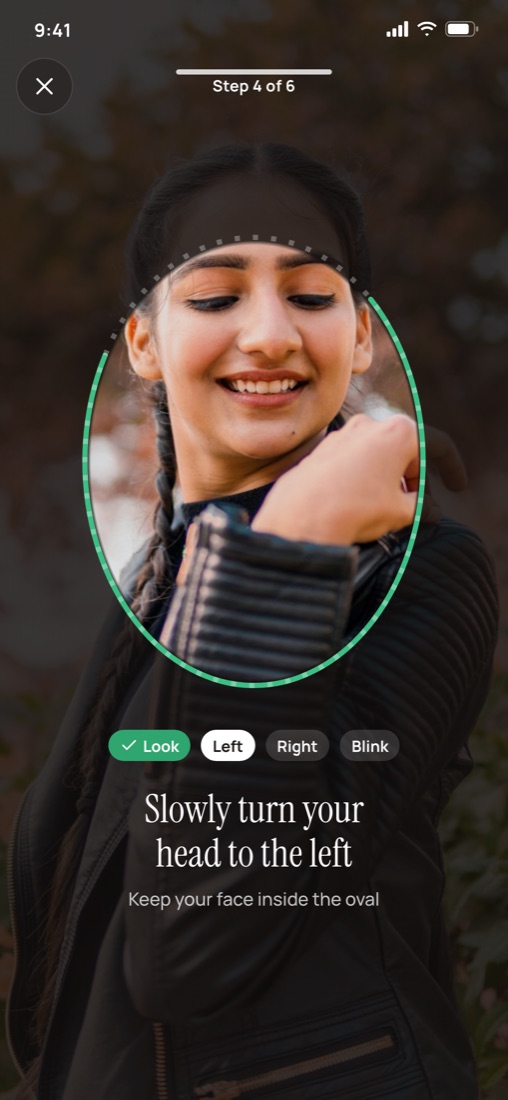 9:41
Step 4 of 6
Look
Left
Right
Blink
Slowly turn your
head to the left
Keep your face inside the oval